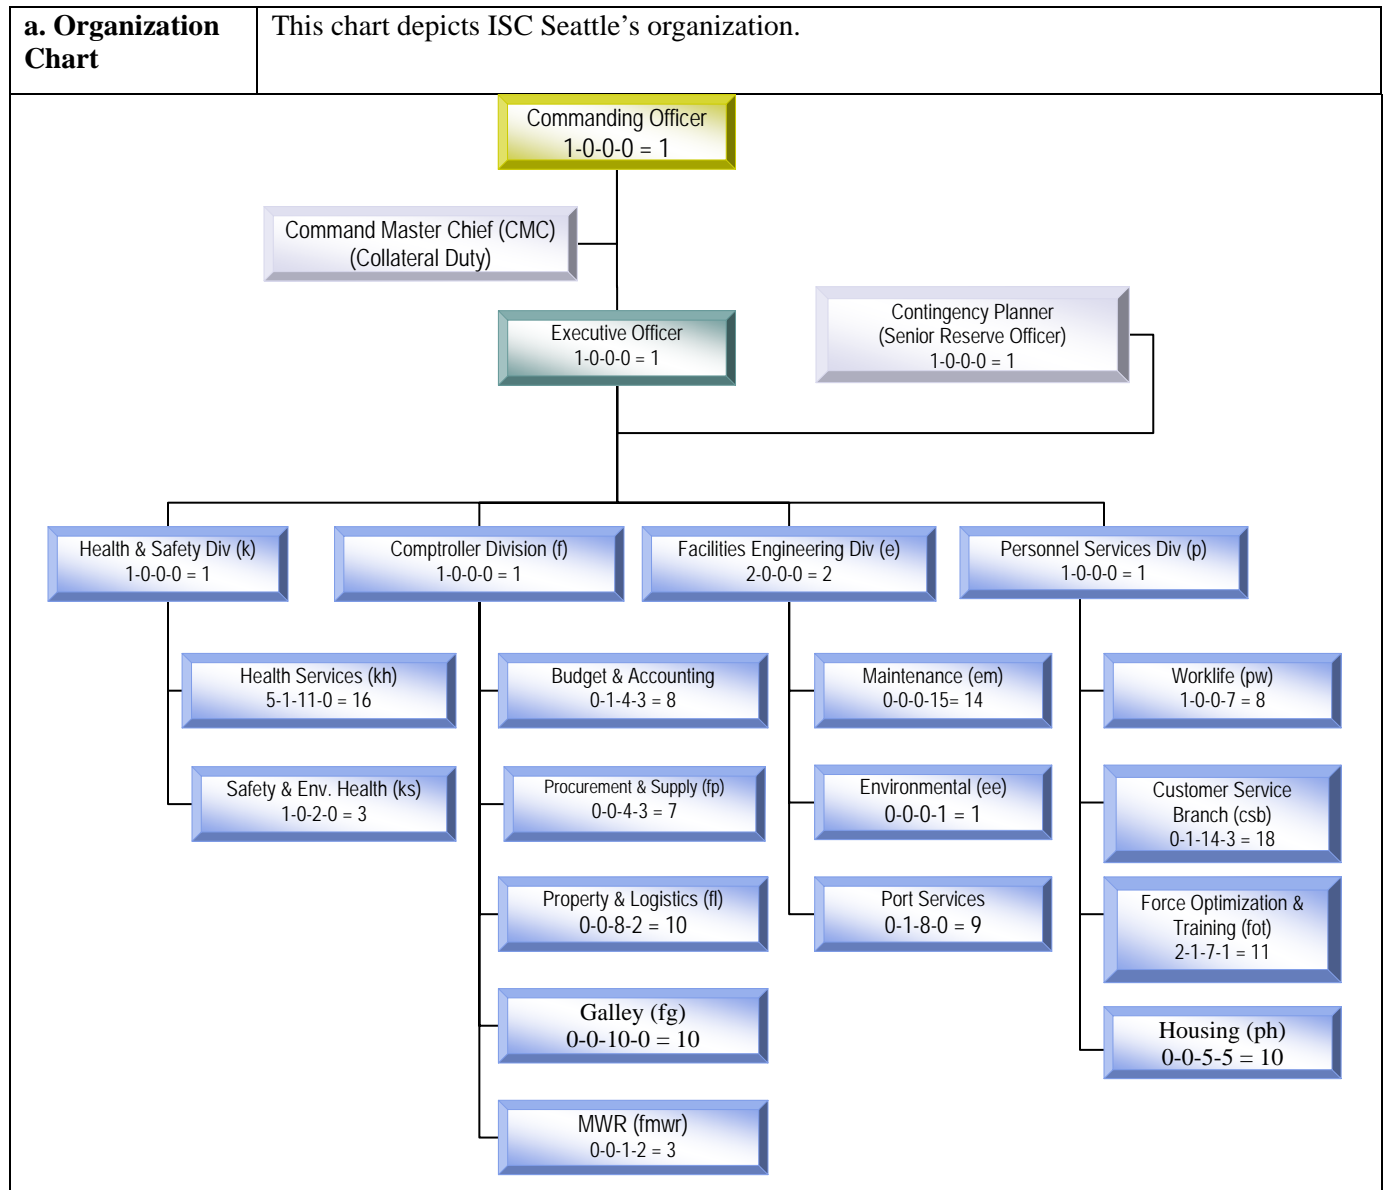 a. Organization
Chart
This chart depicts ISC Seattle’s organization.
Commanding Officer
1-0-0-0 = 1
Command Master Chief (CMC)
(Collateral Duty)
Contingency Planner
(Senior Reserve Officer)
1-0-0-0 = 1
Executive Officer
1-0-0-0 = 1
Health & Safety Div (k)
1-0-0-0 = 1
Comptroller Division (f)
1-0-0-0 = 1
Facilities Engineering Div (e)
2-0-0-0 = 2
Personnel Services Div (p)
1-0-0-0 = 1
Health Services (kh)
5-1-11-0 = 16
Budget & Accounting
0-1-4-3 = 8
Maintenance (em)
0-0-0-15= 14
Worklife (pw)
1-0-0-7 = 8
Safety & Env. Health (ks)
1-0-2-0 = 3
Procurement & Supply (fp)
0-0-4-3 = 7
Environmental (ee)
0-0-0-1 = 1
Customer Service
Branch (csb)
0-1-14-3 = 18
Property & Logistics (fl)
0-0-8-2 = 10
Port Services
0-1-8-0 = 9
Force Optimization &
Training (fot)
2-1-7-1 = 11
Galley (fg)
0-0-10-0 = 10
Housing (ph)
0-0-5-5 = 10
MWR (fmwr)
0-0-1-2 = 3